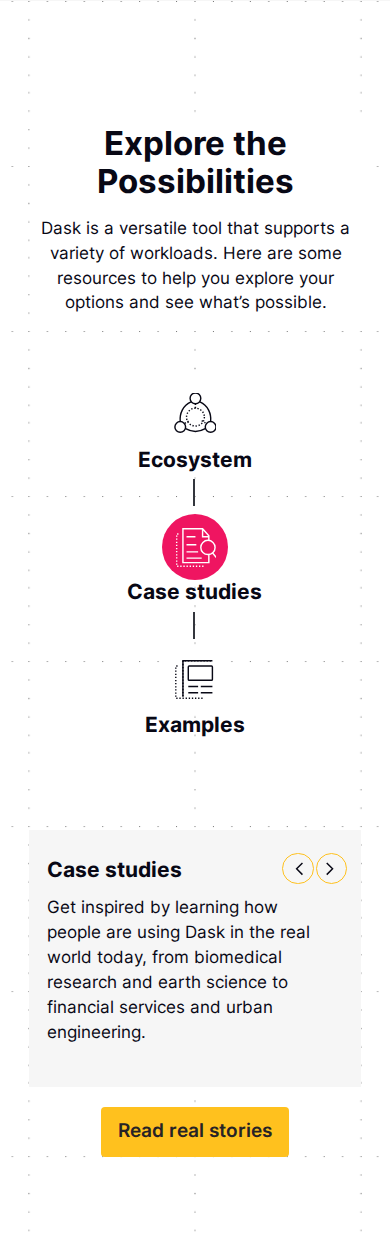 Explore the
Possibilities
Dask is a versatile tool that supports a
variety of workloads. Here are some
resources to help you explore your
options and see what’s possible.
Ecosystem
Case studies
Examples
Case studies
Get inspired by learning how
people are using Dask in the real
world today, from biomedical
research and earth science to
financial services and urban
engineering.
Read real stories